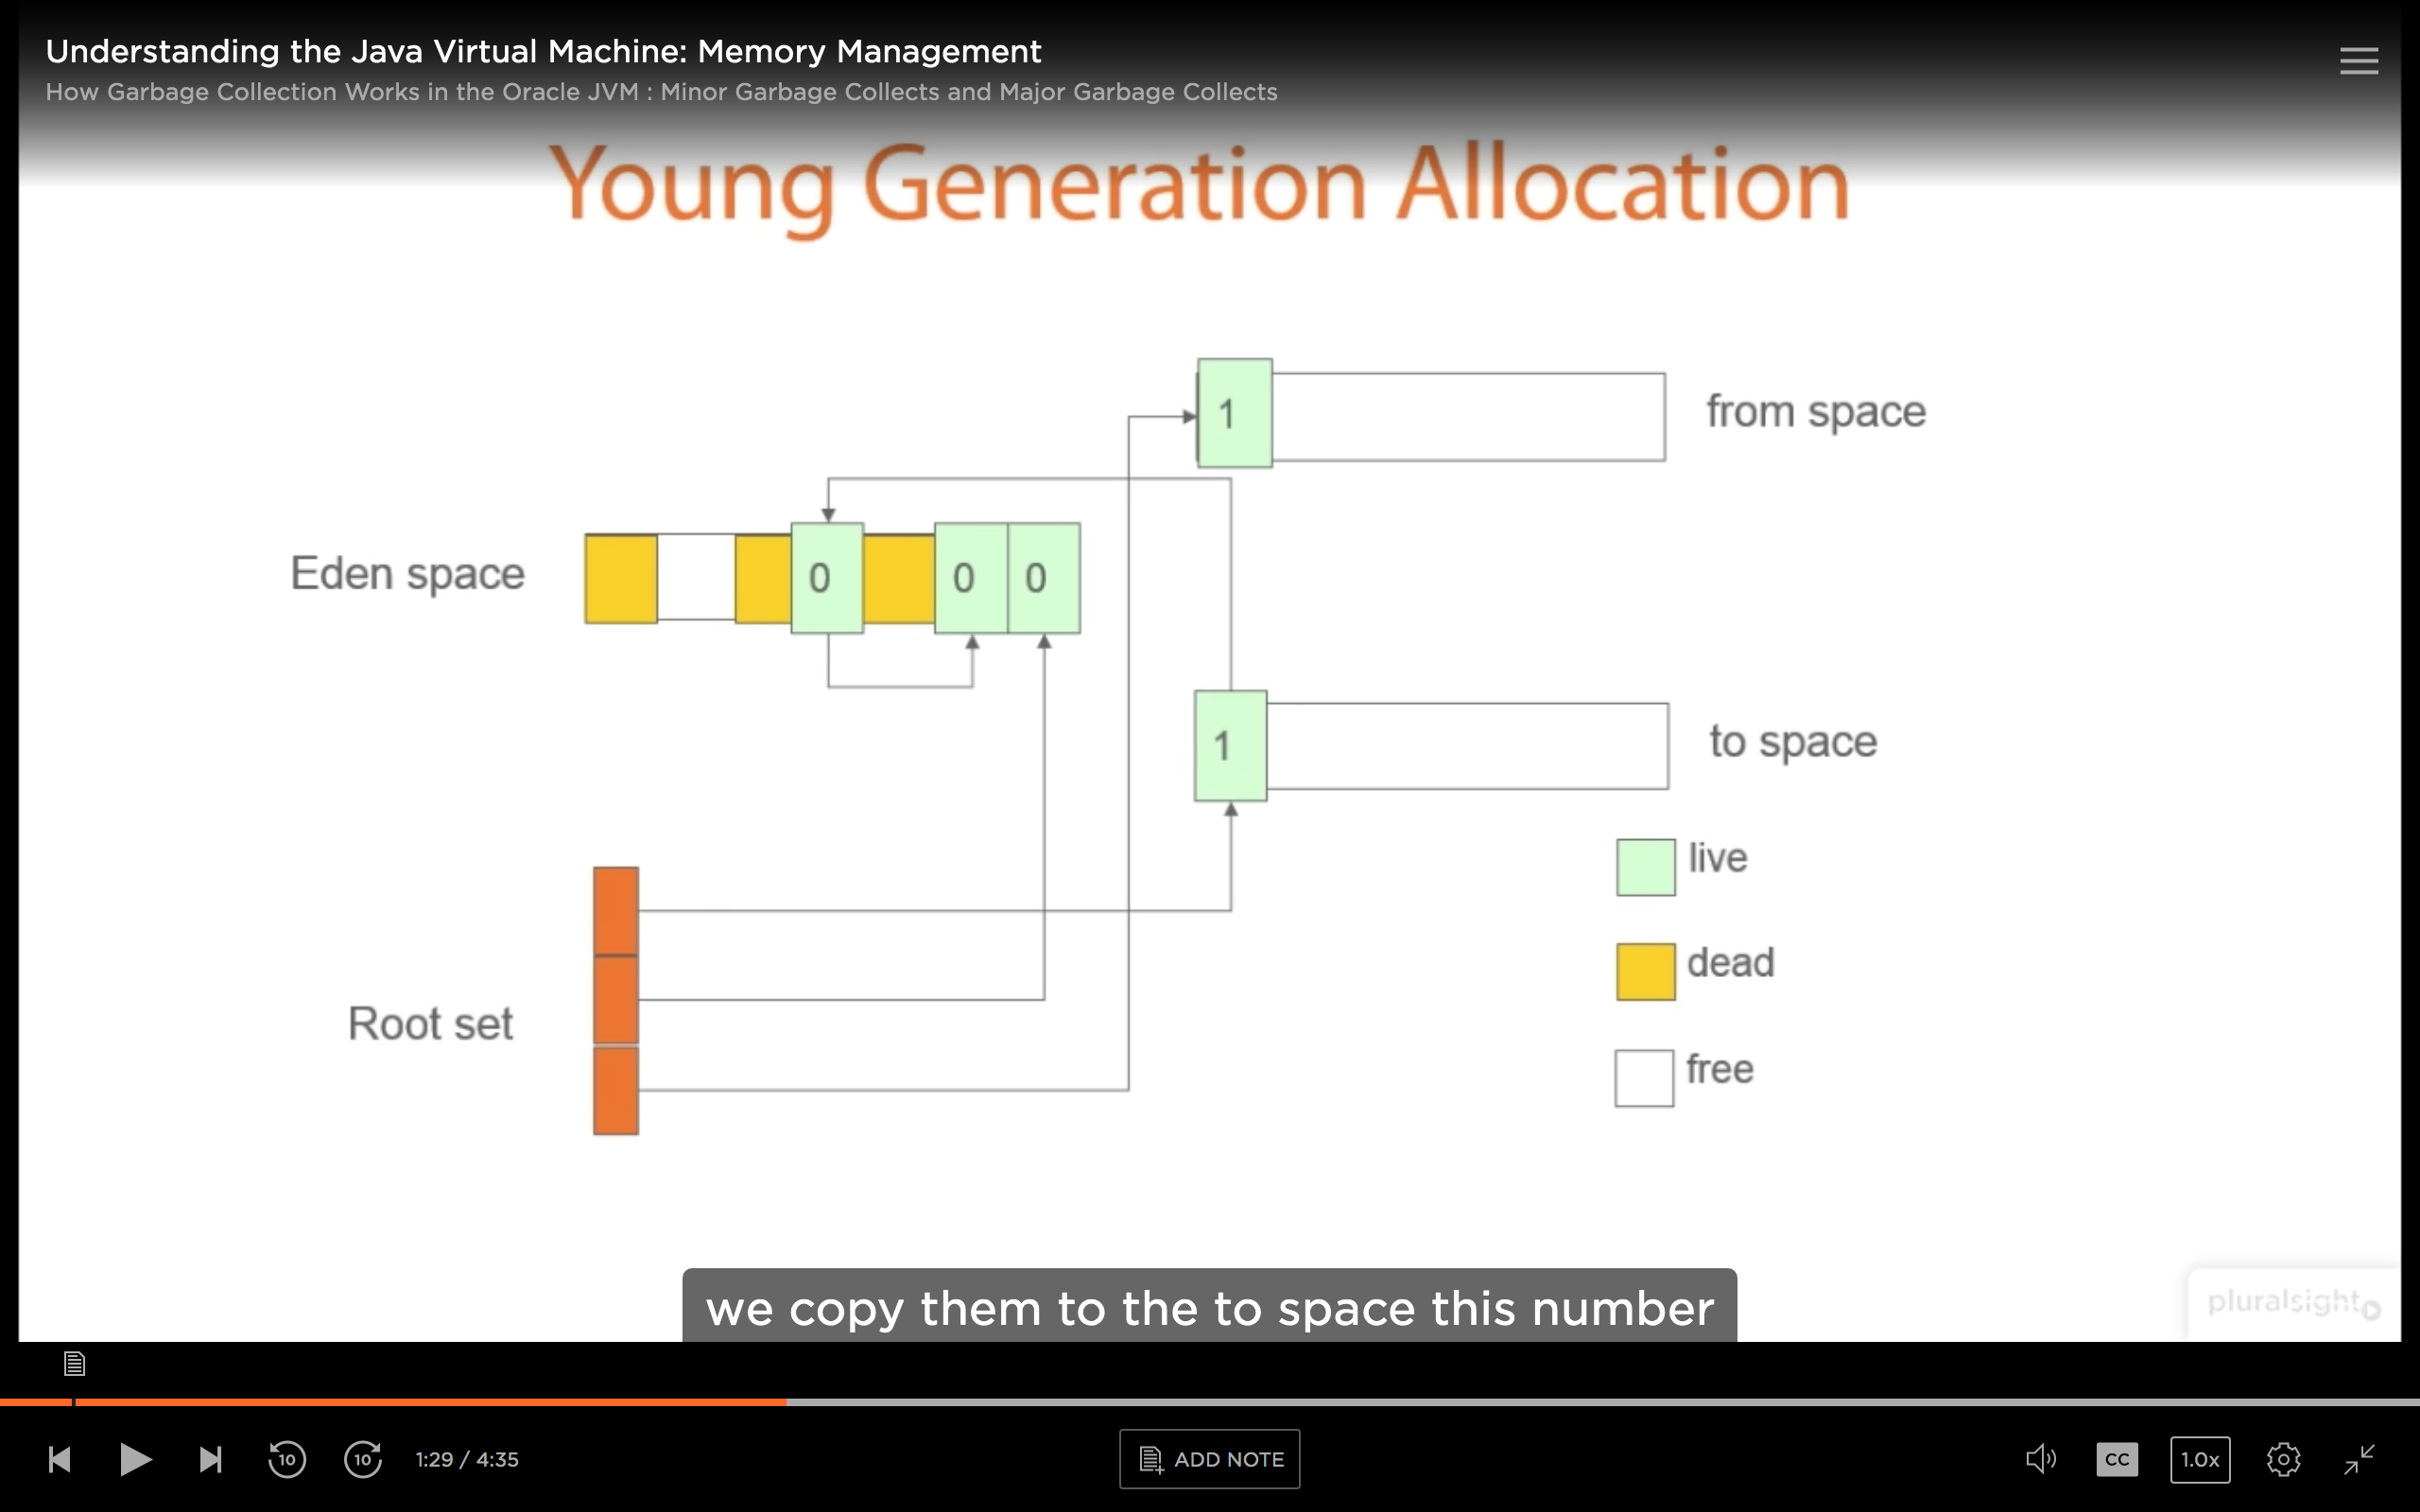 Understanding the Java Virtual Machine: Memory Management
How Garbage Collection Works in the Oracle JVM : Minor Garbage Collects and Major Garbage Collects
Young Generation Allocation
1
from space
Eden space
0
0
0
1
to space
live
dead
Root set
free
we copy them to the to space this number
pluralsight
10
10
1:29 / 4:35
ADD NOTE
CC
1.0x